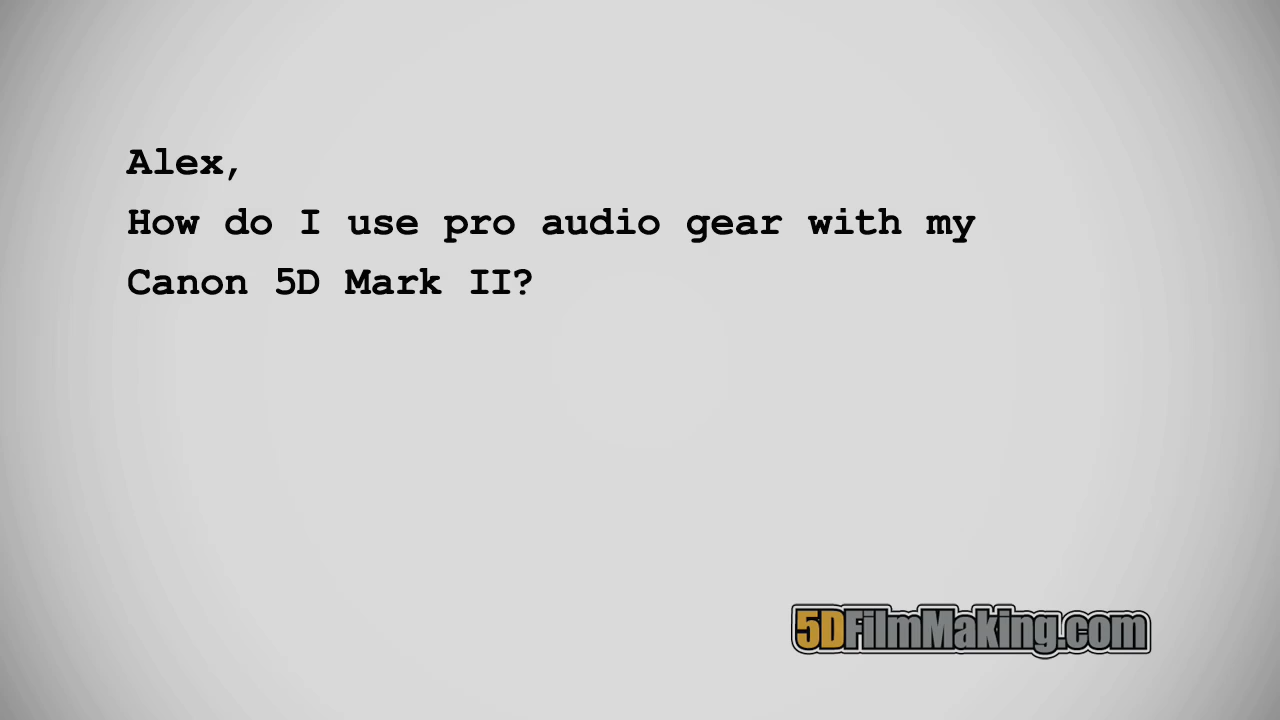 Alex,
How do I use pro audio gear with my
Canon 5D Mark II?
5DFilmMaking.com